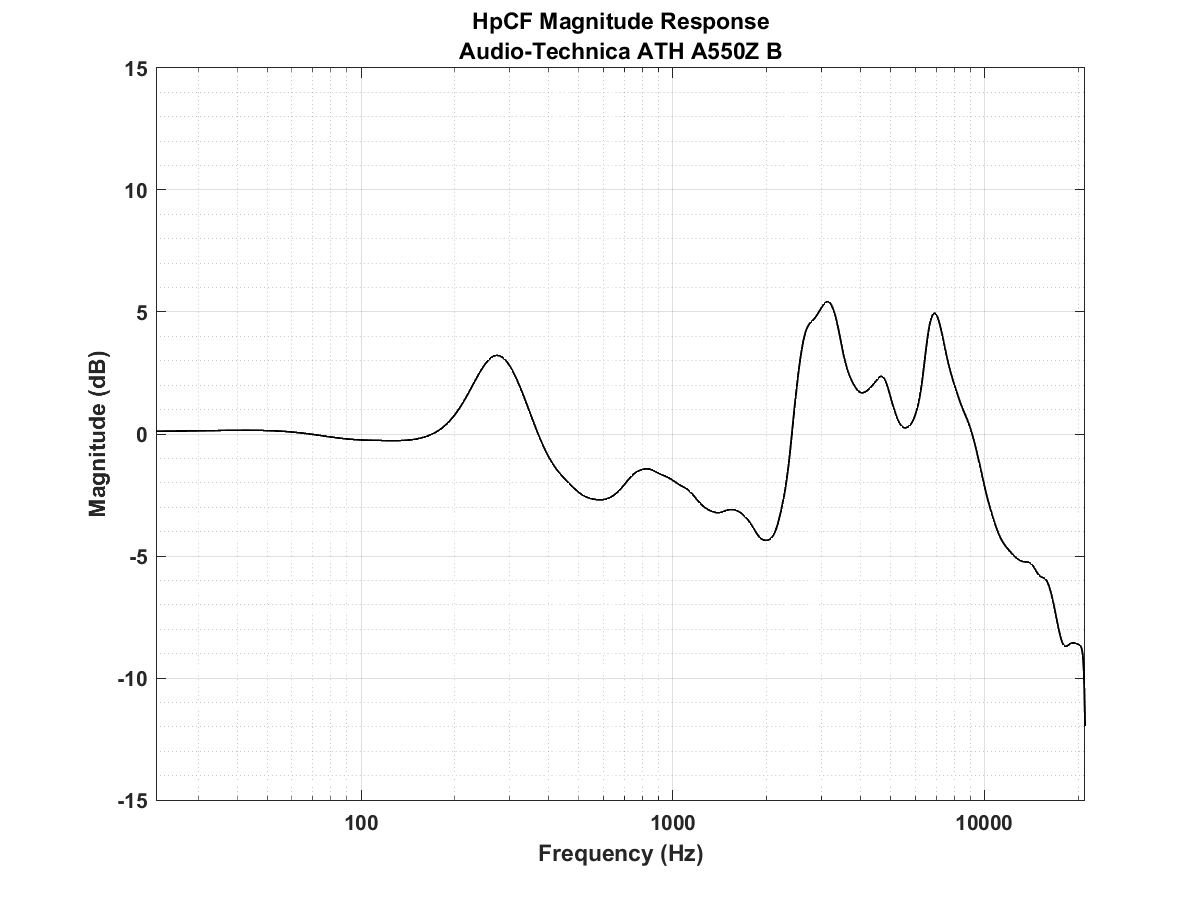 HpCF Magnitude Response
Audio-Technica ATH A550Z B
15
10
5
0
-5
-10
-15
Magnitude (dB)
100
1000
10000
Frequency (Hz)